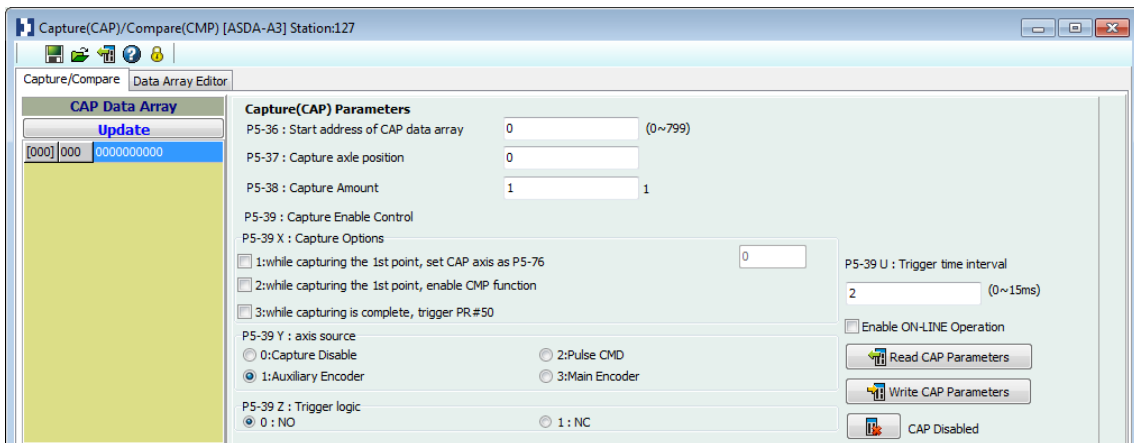 Capture(CAP)/Compare(CMP) [ASDA-A3] Station:127
Capture/Compare Data Array Editor
CAP Data Array
Update
[000] 000 0000000000
Capture(CAP) Parameters
P5-36 : Start address of CAP data array 0 (0~799)
P5-37 : Capture axle position 0
P5-38 : Capture Amount 1 1
P5-39 : Capture Enable Control
P5-39 X : Capture Options
1:while capturing the 1st point, set CAP axis as P5-76 0
2:while capturing the 1st point, enable CMP function
3:while capturing is complete, trigger PR#50
P5-39 Y : axis source
0:Capture Disable 2:Pulse CMD
1:Auxiliary Encoder 3:Main Encoder
P5-39 Z : Trigger logic
0 : NO 1 : NC
P5-39 U : Trigger time interval
2 (0~15ms)
Enable ON-LINE Operation
Read CAP Parameters
Write CAP Parameters
CAP Disabled